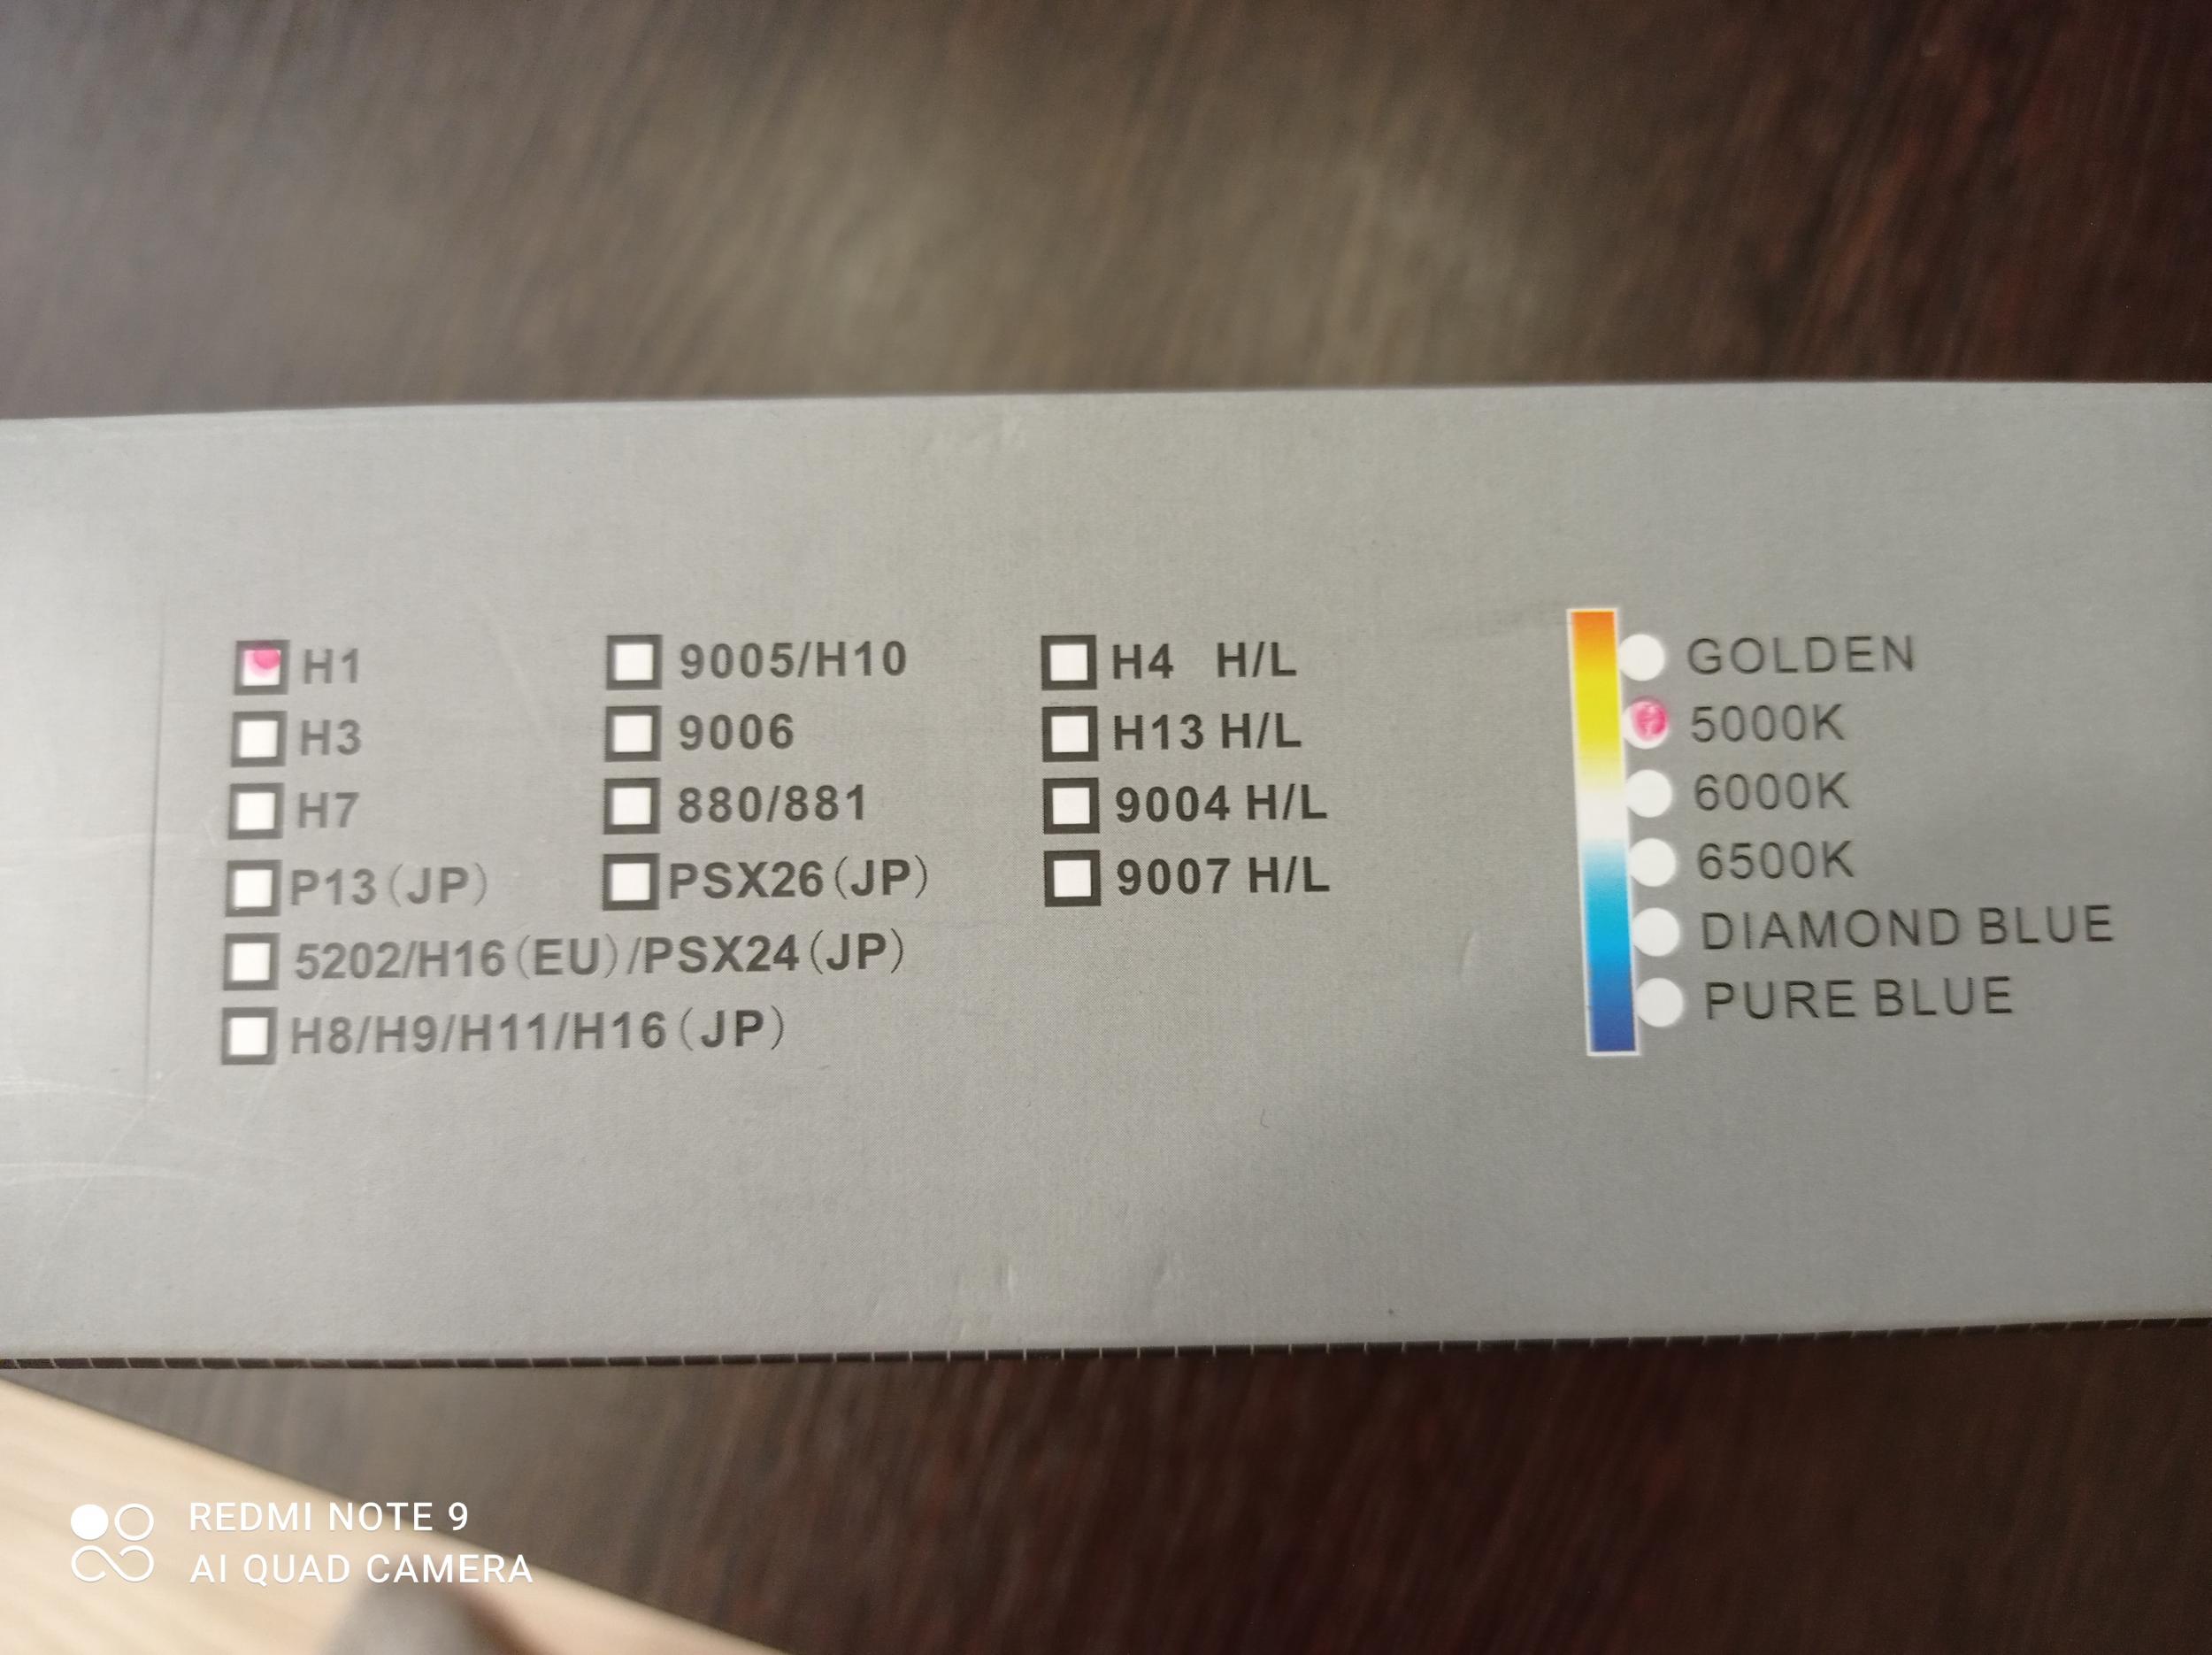 H1
H3
H7
P13(JP)
5202/H16(EU)/PSX24(JP)
H8/H9/H11/H16(JP)
9005/H10
9006
880/881
PSX26(JP)
H4 H/L
H13 H/L
9004 H/L
9007 H/L
GOLDEN
5000K
6000K
6500K
DIAMOND BLUE
PURE BLUE
REDMI NOTE 9
AI QUAD CAMERA